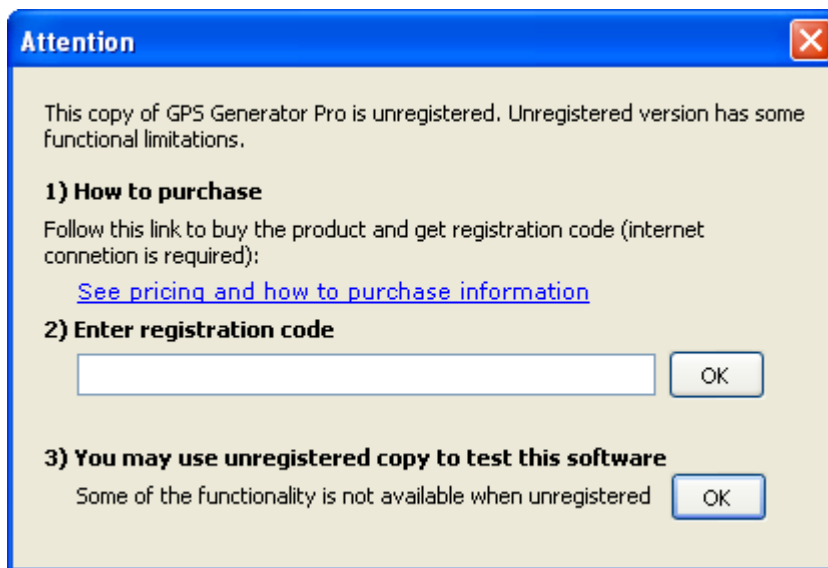 Attention
This copy of GPS Generator Pro is unregistered. Unregistered version has some
functional limitations.
1) How to purchase
Follow this link to buy the product and get registration code (internet
connetion is required):
See pricing and how to purchase information
2) Enter registration code
OK
3) You may use unregistered copy to test this software
Some of the functionality is not available when unregistered
OK